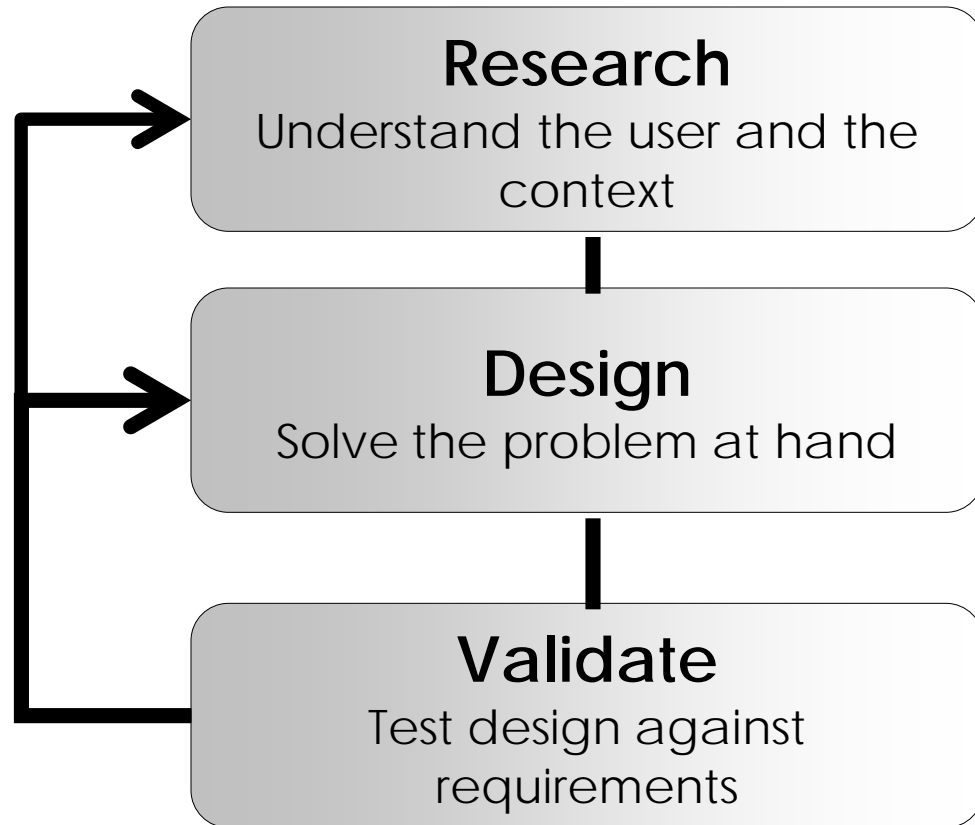 Research
Understand the user and the
context
Design
Solve the problem at hand
Validate
Test design against
requirements